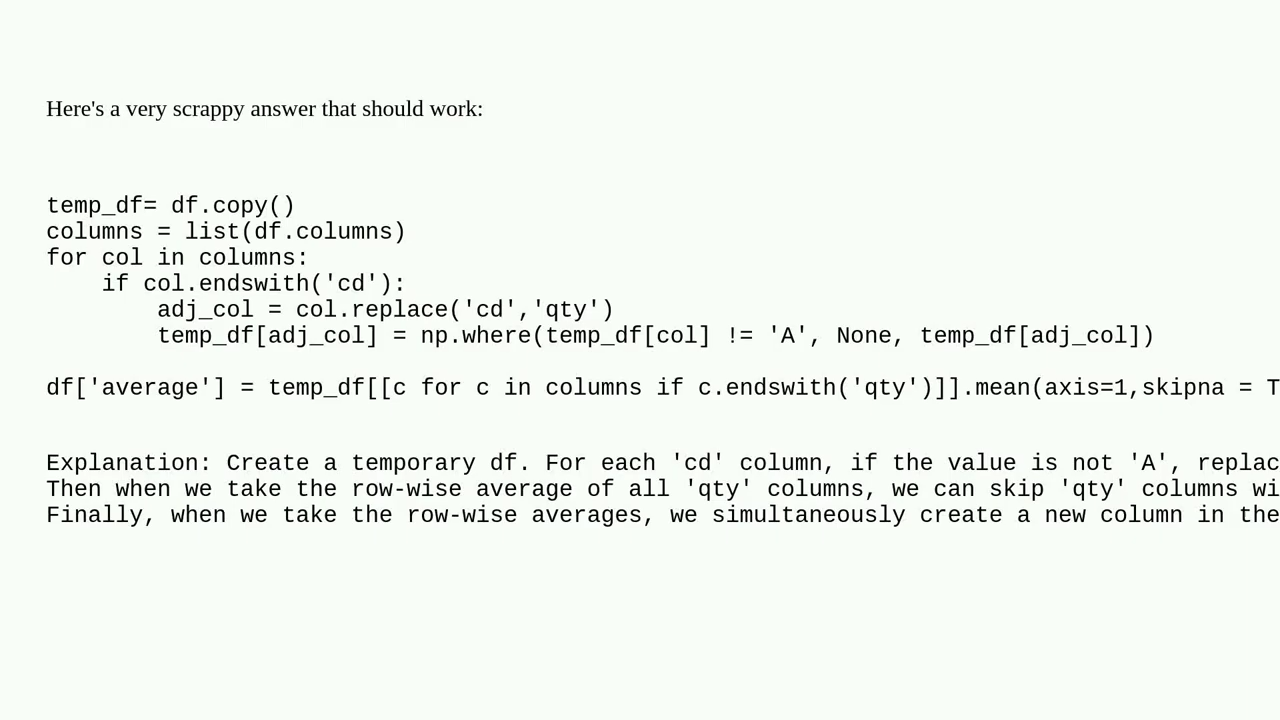 Here's a very scrappy answer that should work:
temp_df= df.copy()
columns = list(df.columns)
for col in columns:
    if col.endswith('cd'):
        adj_col = col.replace('cd','qty')
        temp_df[adj_col] = np.where(temp_df[col] != 'A', None, temp_df[adj_col])
df['average'] = temp_df[[c for c in columns if c.endswith('qty')]].mean(axis=1,skipna = T
Explanation: Create a temporary df. For each 'cd' column, if the value is not 'A', replac
Then when we take the row-wise average of all 'qty' columns, we can skip 'qty' columns wi
Finally, when we take the row-wise averages, we simultaneously create a new column in the